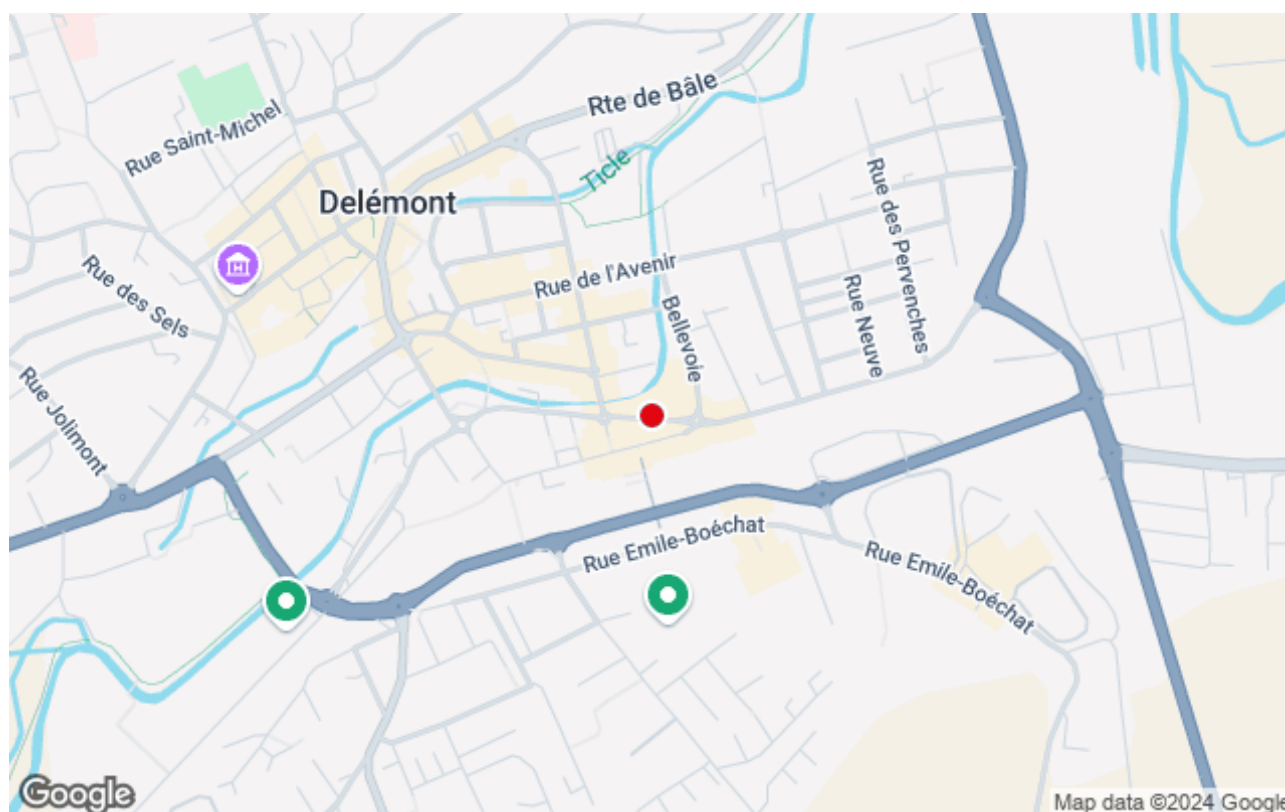 Rte de Bâle
Rue Saint-Michel
Ticle
Delémont
Rue des Pervenches
Rue de l'Avenir
Rue des Sels
Bellevoie
Rue Neuve
Rue Jolimont
Rue Emile-Boéchat
Rue Emile-Boéchat
Google
Map data ©2024 Google